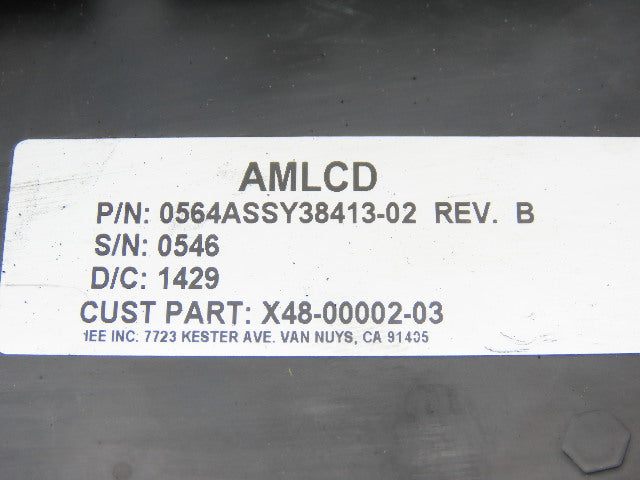 AMLCD
P/N: 0564ASSY38413-02 REV. B
S/N: 0546
D/C: 1429
CUST PART: X48-00002-03
IEE INC. 7723 KESTER AVE. VAN NUYS, CA 91405